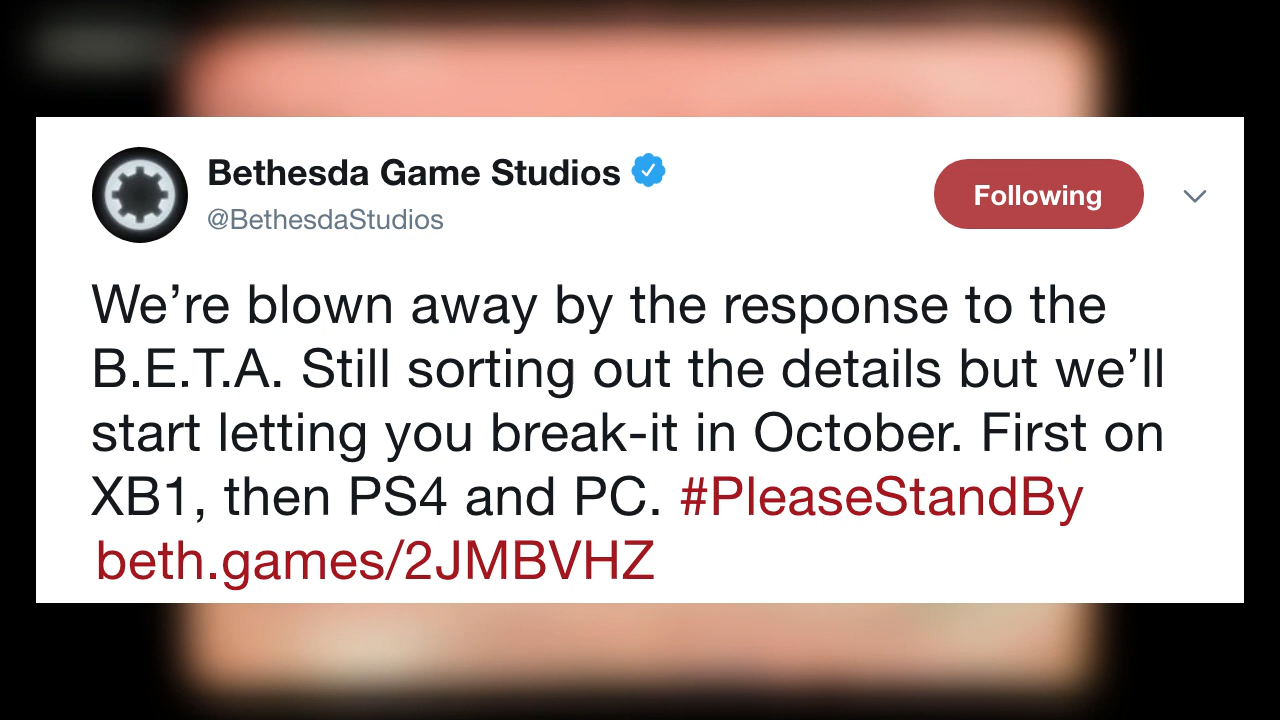 Bethesda Game Studios
@BethesdaStudios
Following
We’re blown away by the response to the
B.E.T.A. Still sorting out the details but we’ll
start letting you break-it in October. First on
XB1, then PS4 and PC. #PleaseStandBy
beth.games/2JMBVHZ